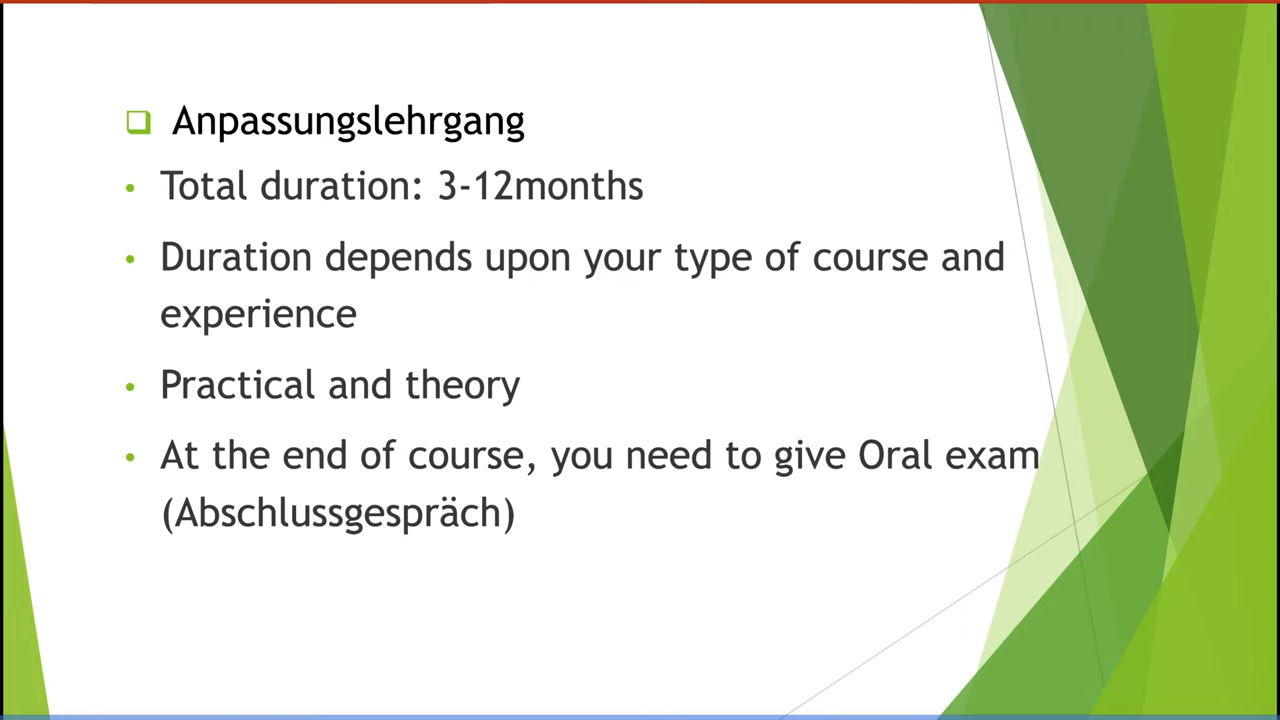 Anpassungslehrgang
• Total duration: 3-12months
• Duration depends upon your type of course and
experience
• Practical and theory
• At the end of course, you need to give Oral exam
(Abschlussgespräch)